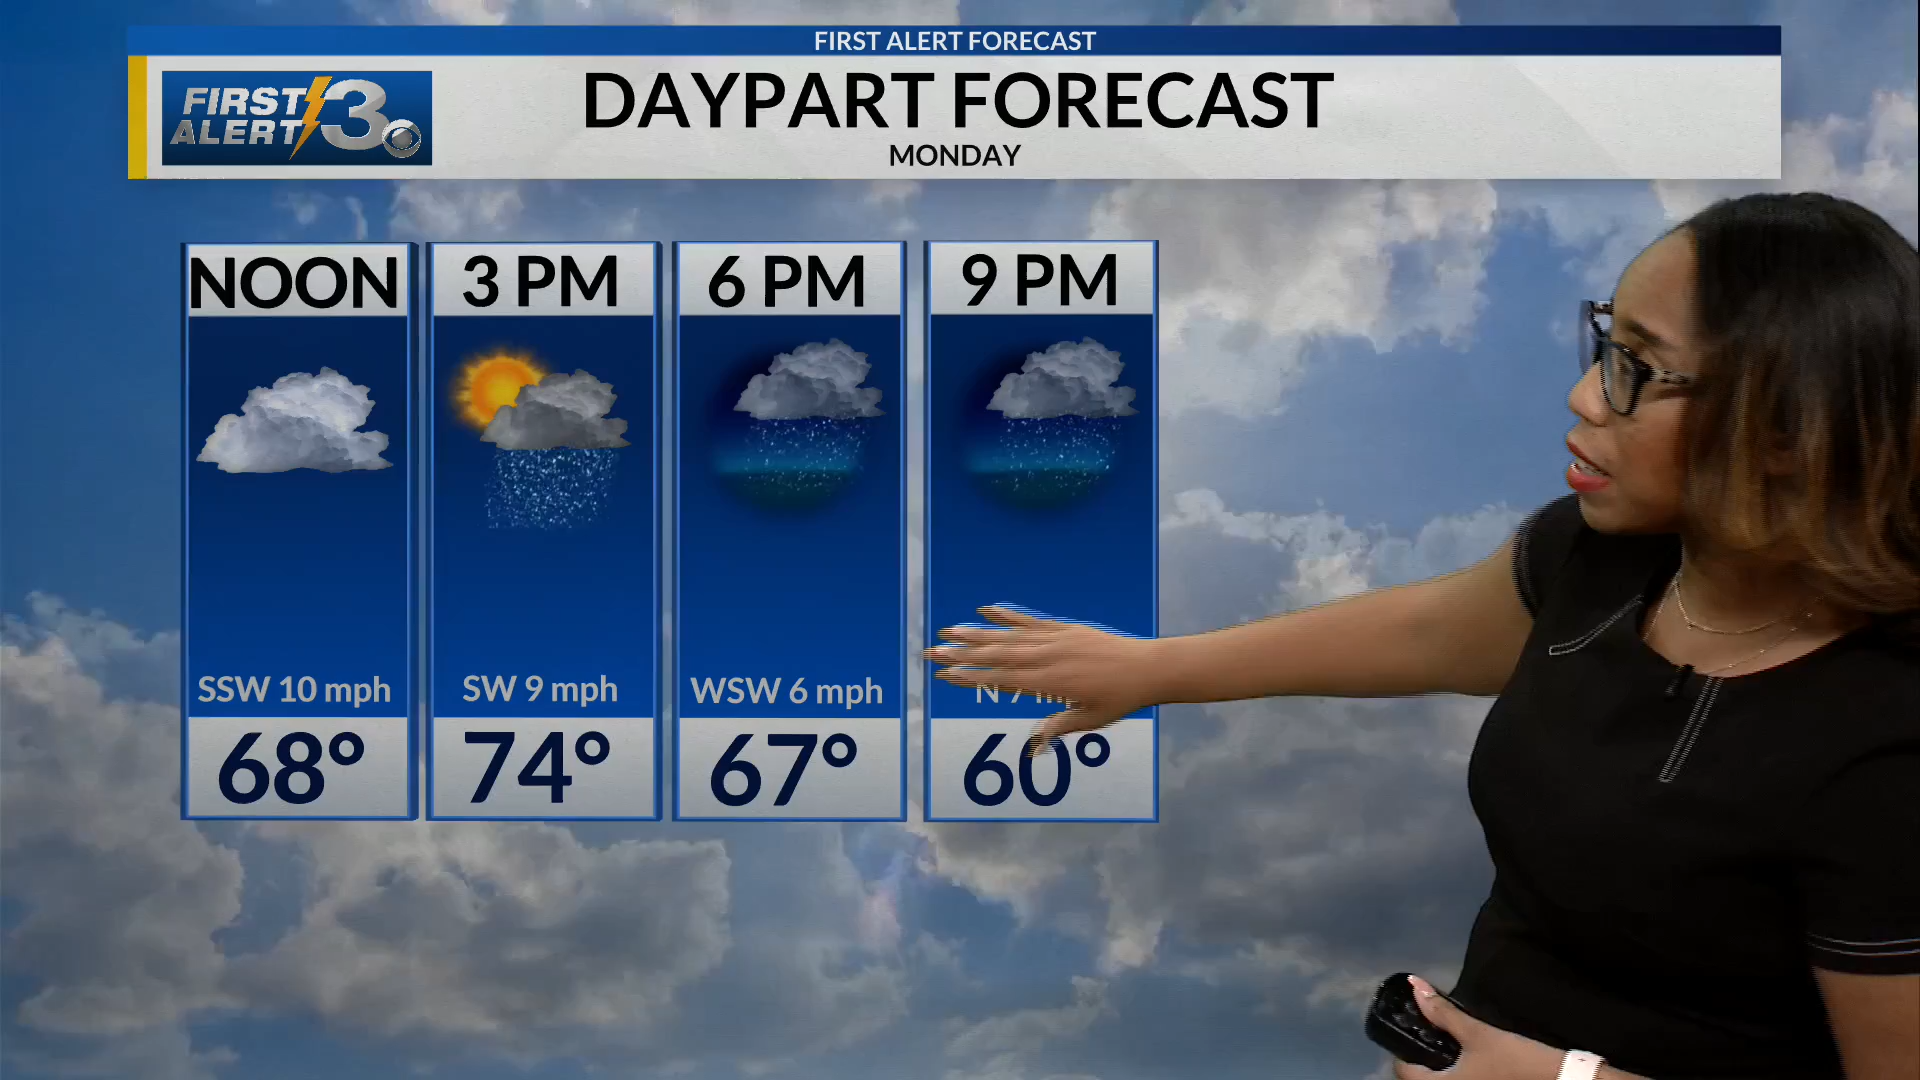 FIRST ALERT FORECAST
FIRST ALERT 3
DAYPART FORECAST
MONDAY
NOON
3 PM
6 PM
9 PM
SSW 10 mph
SW 9 mph
WSW 6 mph
N 7
68°
74°
67°
60°